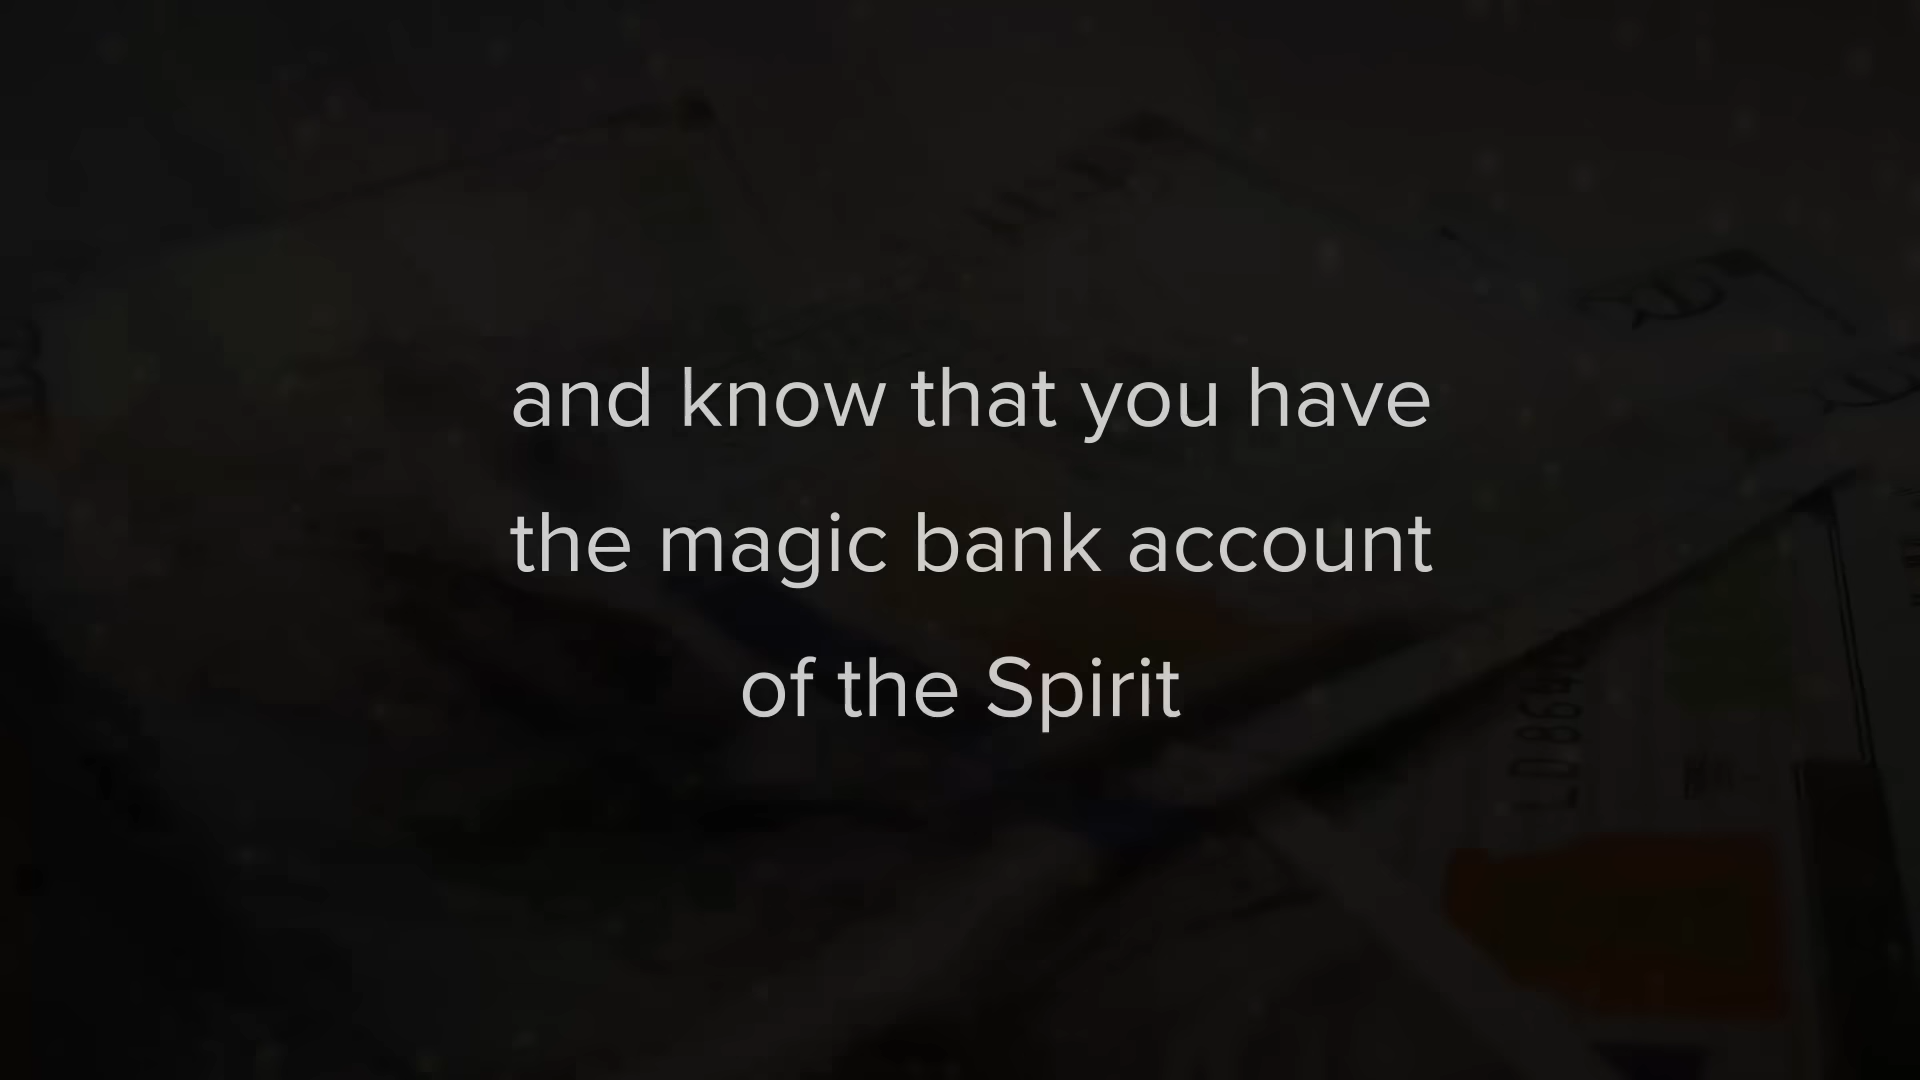 and know that you have
the magic bank account
of the Spirit